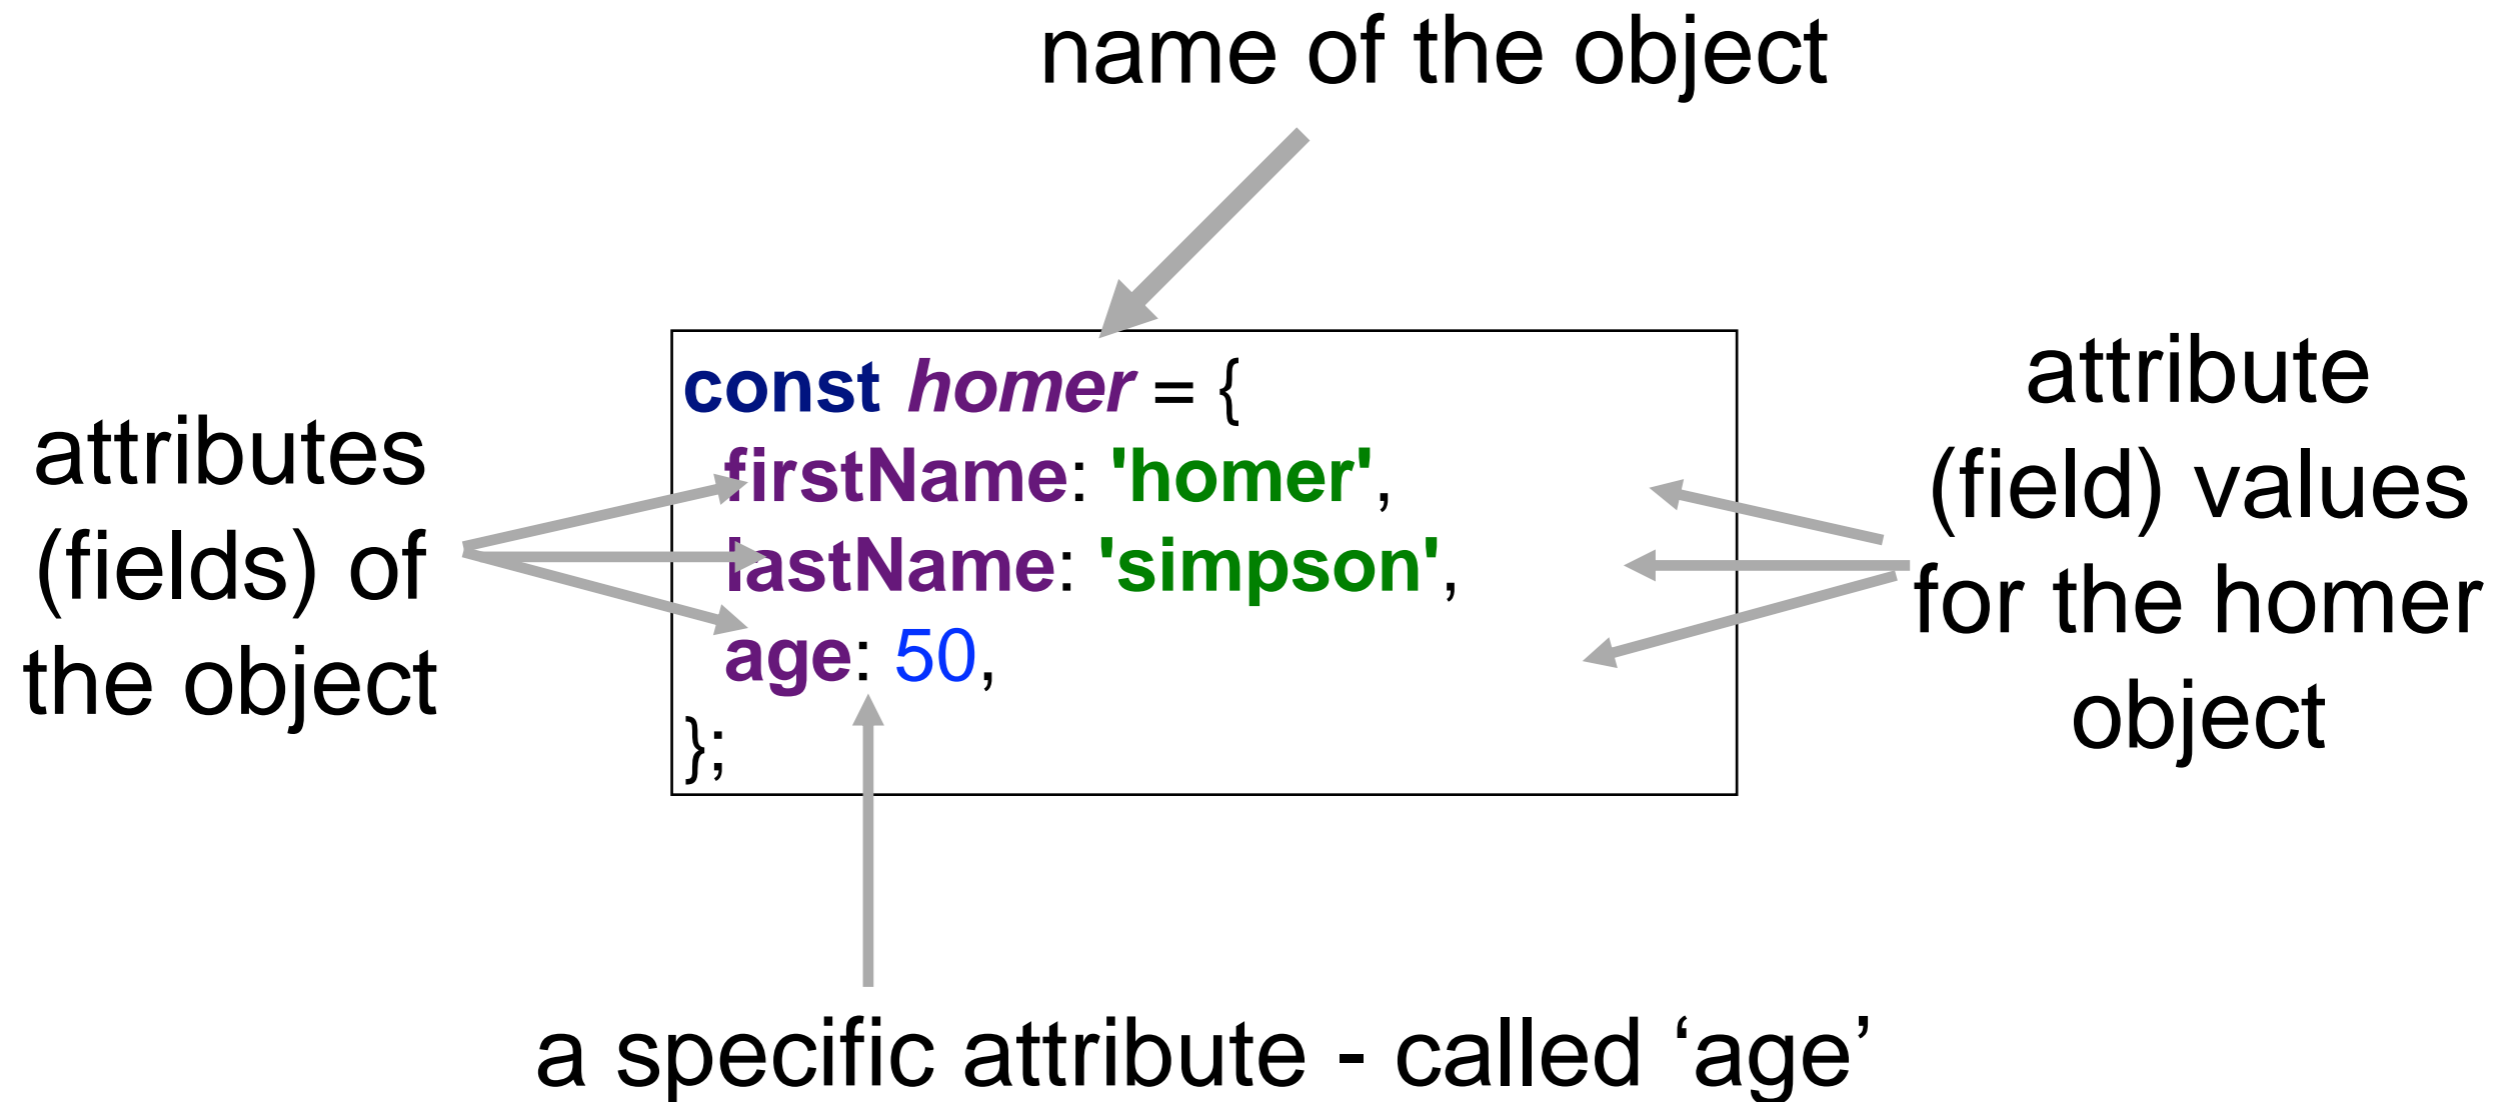 name of the object
attributes
(fields) of
the object
const homer = {
firstName: 'homer',
lastName: 'simpson',
age: 50,
};
attribute
(field) values
for the homer
object
a specific attribute - called ‘age’